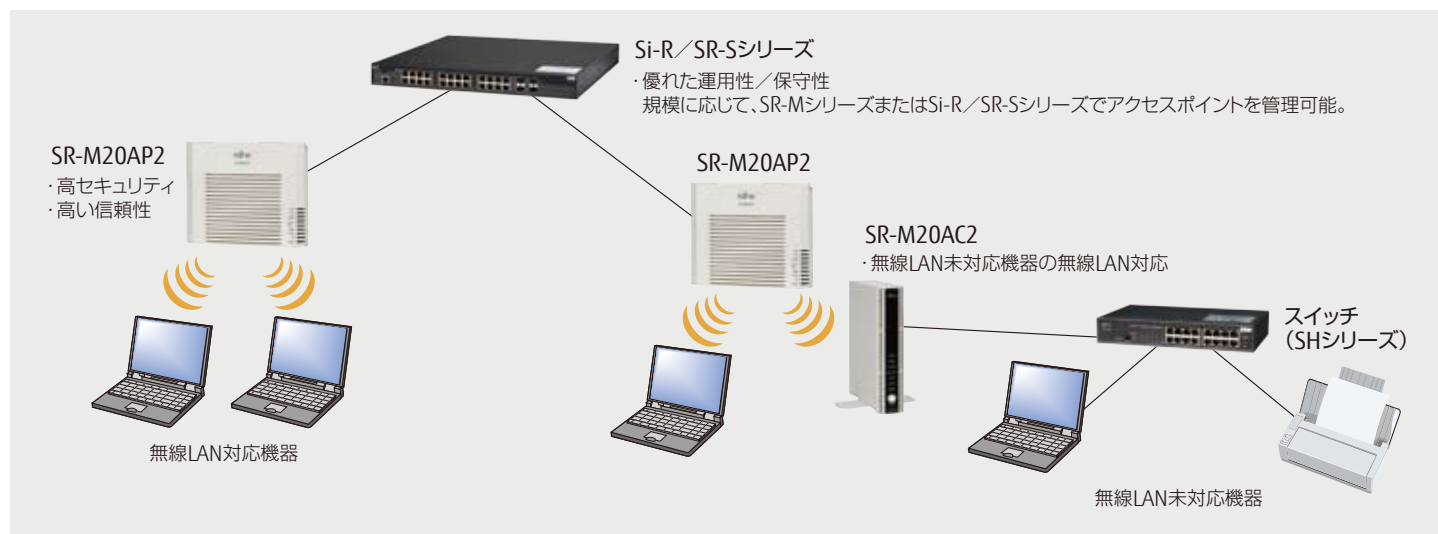 Si-R／SR-Sシリーズ
・優れた運用性／保守性
規模に応じて、SR-MシリーズまたはSi-R／SR-Sシリーズでアクセスポイントを管理可能。
SR-M20AP2
・高セキュリティ
・高い信頼性
SR-M20AP2
SR-M20AC2
・無線LAN未対応機器の無線LAN対応
スイッチ
（SHシリーズ）
無線LAN対応機器
無線LAN未対応機器